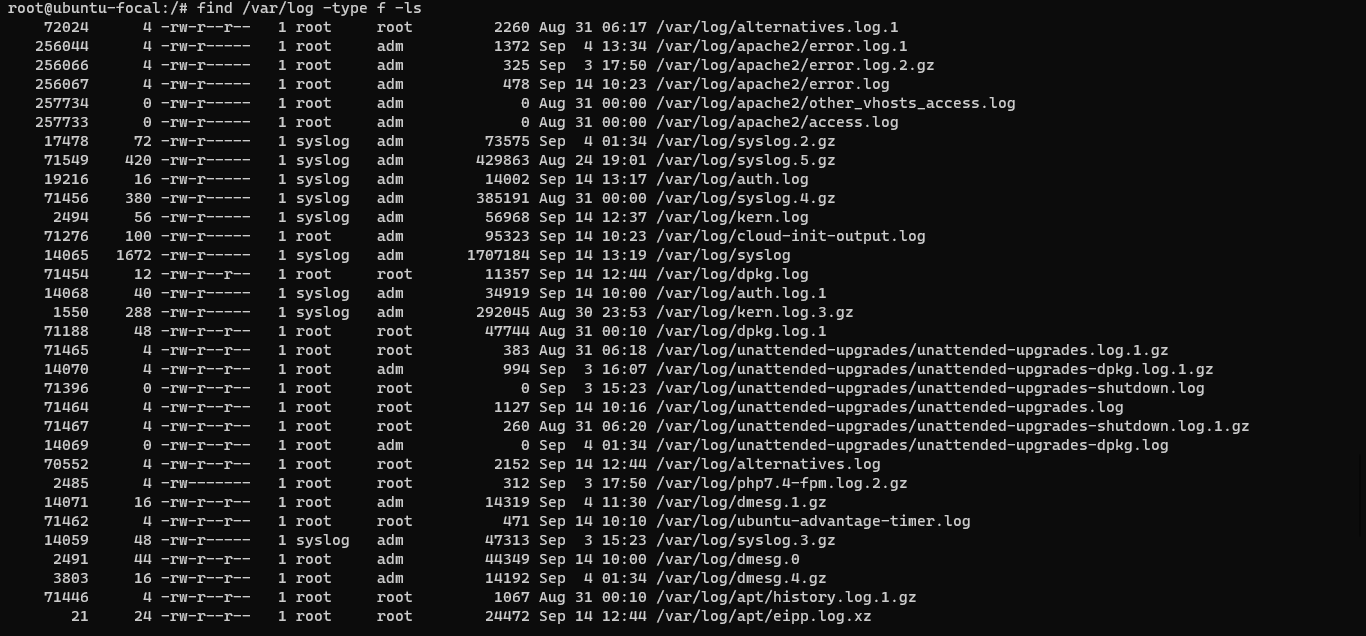 root@ubuntu-focal:/# find /var/log -type f -ls
    72024      4 -rw-r--r--   1 root     root         2260 Aug 31 06:17 /var/log/alternatives.log.1
   256044      4 -rw-r-----   1 root     adm          1372 Sep  4 13:34 /var/log/apache2/error.log.1
   256066      4 -rw-r-----   1 root     adm           325 Sep  3 17:50 /var/log/apache2/error.log.2.gz
   256067      4 -rw-r-----   1 root     adm           478 Sep 14 10:23 /var/log/apache2/error.log
   257734      0 -rw-r-----   1 root     adm             0 Aug 31 00:00 /var/log/apache2/other_vhosts_access.log
   257733      0 -rw-r-----   1 root     adm             0 Aug 31 00:00 /var/log/apache2/access.log
    17478     72 -rw-r-----   1 syslog   adm         73575 Sep  4 01:34 /var/log/syslog.2.gz
    71549    420 -rw-r-----   1 syslog   adm        429863 Aug 24 19:01 /var/log/syslog.5.gz
    19216     16 -rw-r-----   1 syslog   adm         14002 Sep 14 13:17 /var/log/auth.log
    71456    380 -rw-r-----   1 syslog   adm        385191 Aug 31 00:00 /var/log/syslog.4.gz
     2494     56 -rw-r-----   1 syslog   adm         56968 Sep 14 12:37 /var/log/kern.log
    71276    100 -rw-r-----   1 root     adm         95323 Sep 14 10:23 /var/log/cloud-init-output.log
    14065   1672 -rw-r-----   1 syslog   adm       1707184 Sep 14 13:19 /var/log/syslog
    71454     12 -rw-r--r--   1 root     root        11357 Sep 14 12:44 /var/log/dpkg.log
    14068     40 -rw-r-----   1 syslog   adm         34919 Sep 14 10:00 /var/log/auth.log.1
     1550    288 -rw-r-----   1 syslog   adm        292045 Aug 30 23:53 /var/log/kern.log.3.gz
    71188     48 -rw-r--r--   1 root     root        47744 Aug 31 00:10 /var/log/dpkg.log.1
    71465      4 -rw-r--r--   1 root     root          383 Aug 31 06:18 /var/log/unattended-upgrades/unattended-upgrades.log.1.gz
    14070      4 -rw-r-----   1 root     adm           994 Sep  3 16:07 /var/log/unattended-upgrades/unattended-upgrades-dpkg.log.1.gz
    71396      0 -rw-r--r--   1 root     root            0 Sep  3 15:23 /var/log/unattended-upgrades/unattended-upgrades-shutdown.log
    71464      4 -rw-r--r--   1 root     root         1127 Sep 14 10:16 /var/log/unattended-upgrades/unattended-upgrades.log
    71467      4 -rw-r--r--   1 root     root          260 Aug 31 06:20 /var/log/unattended-upgrades/unattended-upgrades-shutdown.log.1.gz
    14069      0 -rw-r-----   1 root     adm             0 Sep  4 01:34 /var/log/unattended-upgrades/unattended-upgrades-dpkg.log
    70552      4 -rw-r--r--   1 root     root         2152 Sep 14 12:44 /var/log/alternatives.log
     2485      4 -rw-------   1 root     root          312 Sep  3 17:50 /var/log/php7.4-fpm.log.2.gz
    14071     16 -rw-r--r--   1 root     adm         14319 Sep  4 11:30 /var/log/dmesg.1.gz
    71462      4 -rw-r--r--   1 root     root          471 Sep 14 10:10 /var/log/ubuntu-advantage-timer.log
    14059     48 -rw-r-----   1 syslog   adm         47313 Sep  3 15:23 /var/log/syslog.3.gz
     2491     44 -rw-r--r--   1 root     adm         44349 Sep 14 10:00 /var/log/dmesg.0
     3803     16 -rw-r--r--   1 root     adm         14192 Sep  4 01:34 /var/log/dmesg.4.gz
    71446      4 -rw-r--r--   1 root     root         1067 Aug 31 00:10 /var/log/apt/history.log.1.gz
       21     24 -rw-r--r--   1 root     root        24472 Sep 14 12:44 /var/log/apt/eipp.log.xz